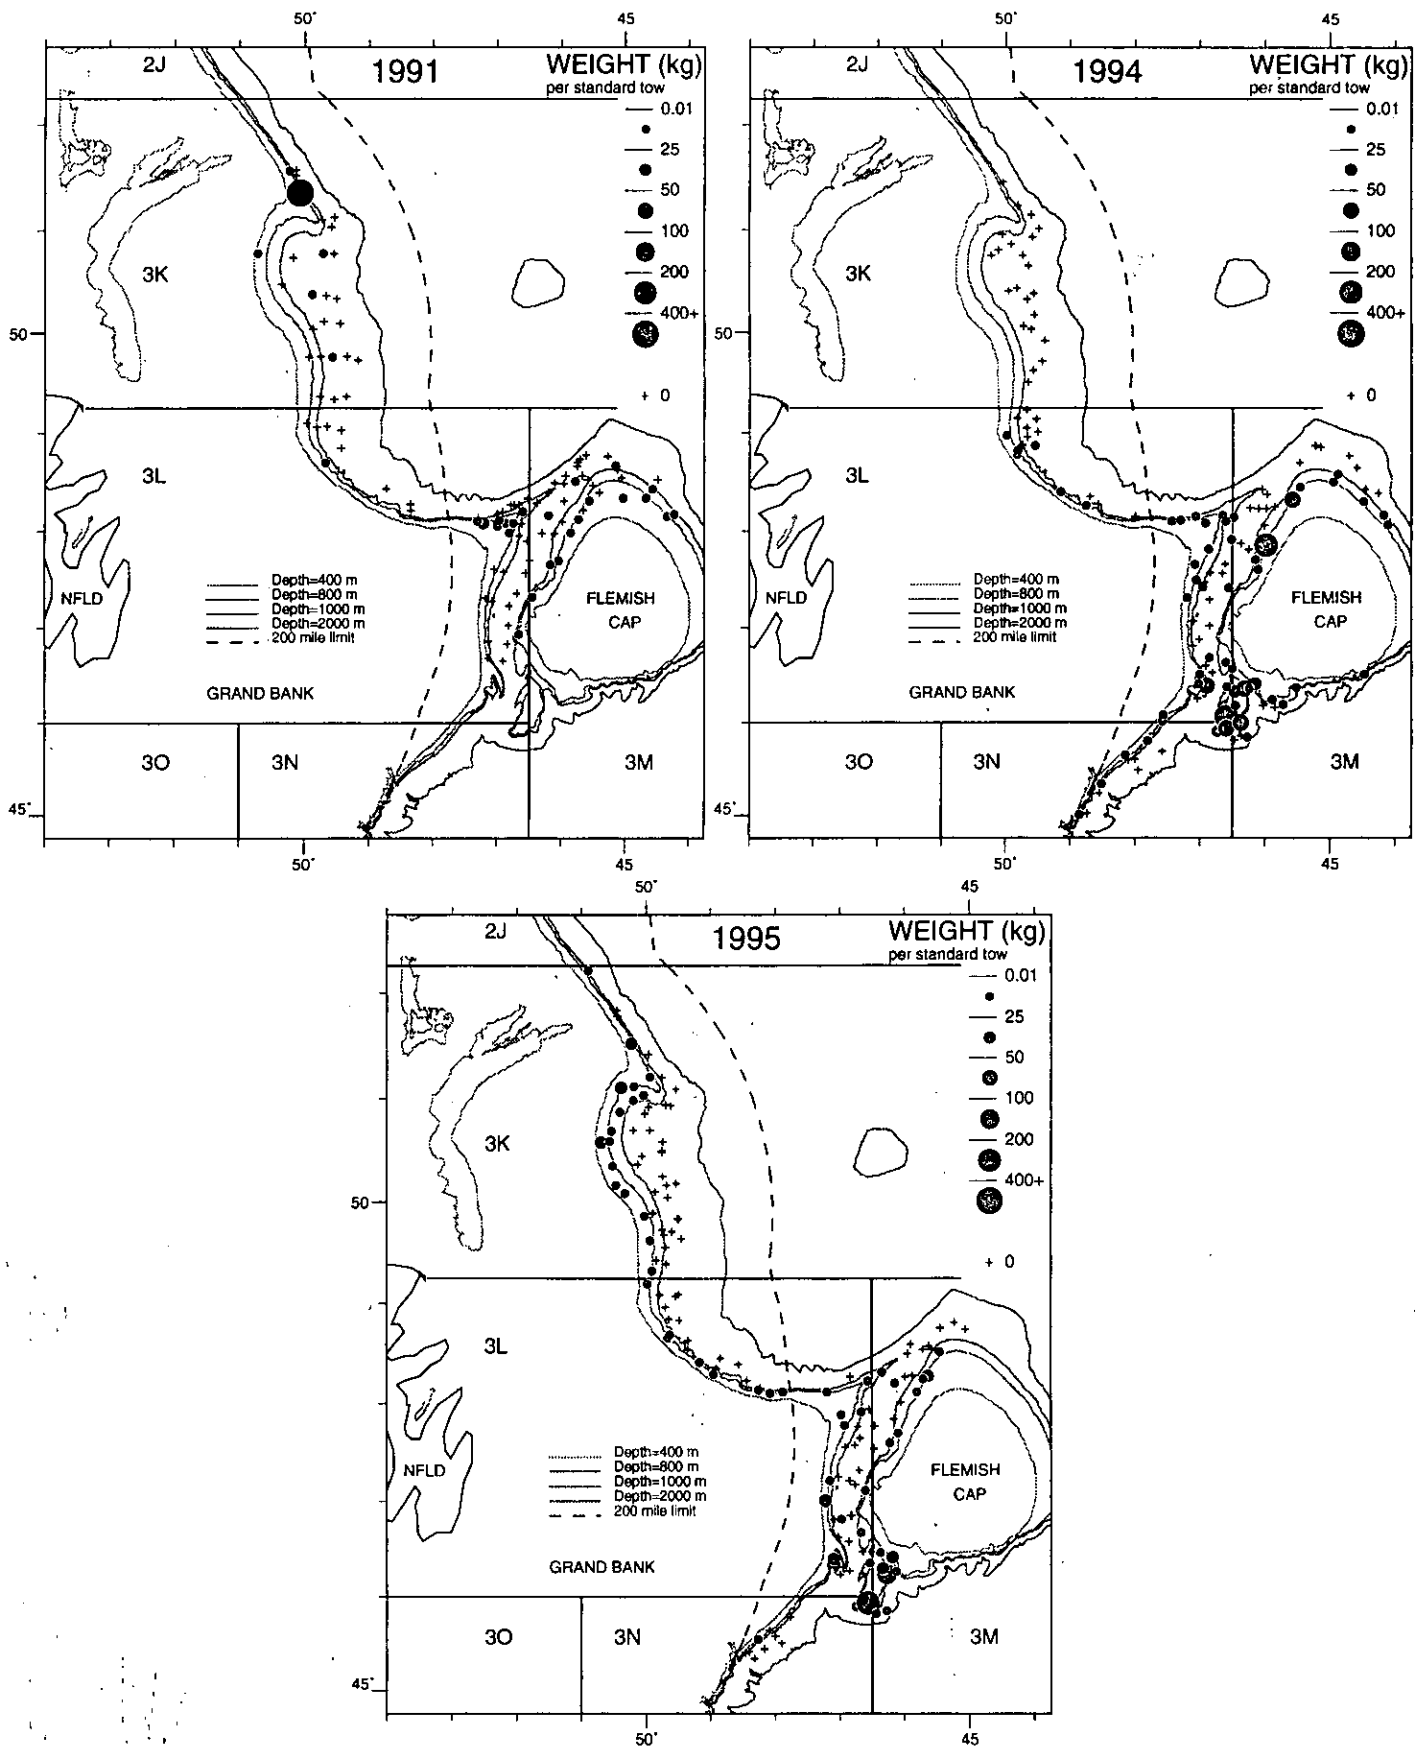 50°
45
2J
1991
WEIGHT (kg)
per standard tow
0.01
25
50
3K
100
200
400+
50
+ 0
3L
Depth=400 m
Depth=800 m
Depth=1000 m
Depth=2000 m
200 mile limit
NFLD
FLEMISH
CAP
GRAND BANK
3O
3N
3M
45°
50°
45
50°
45
2J
1994
WEIGHT (kg)
per standard tow
0.01
25
50
3K
100
200
400+
50
+ 0
3L
Depth=400 m
Depth=800 m
Depth=1000 m
Depth=2000 m
200 mile limit
NFLD
FLEMISH
CAP
GRAND BANK
3O
3N
3M
45°
50°
45
50°
45
2J
1995
WEIGHT (kg)
per standard tow
0.01
25
50
100
3K
200
400+
50
+ 0
3L
Depth=400 m
Depth=800 m
Depth=1000 m
Depth=2000 m
200 mile limit
NFLD
FLEMISH
CAP
GRAND BANK
3O
3N
3M
45°
50°
45